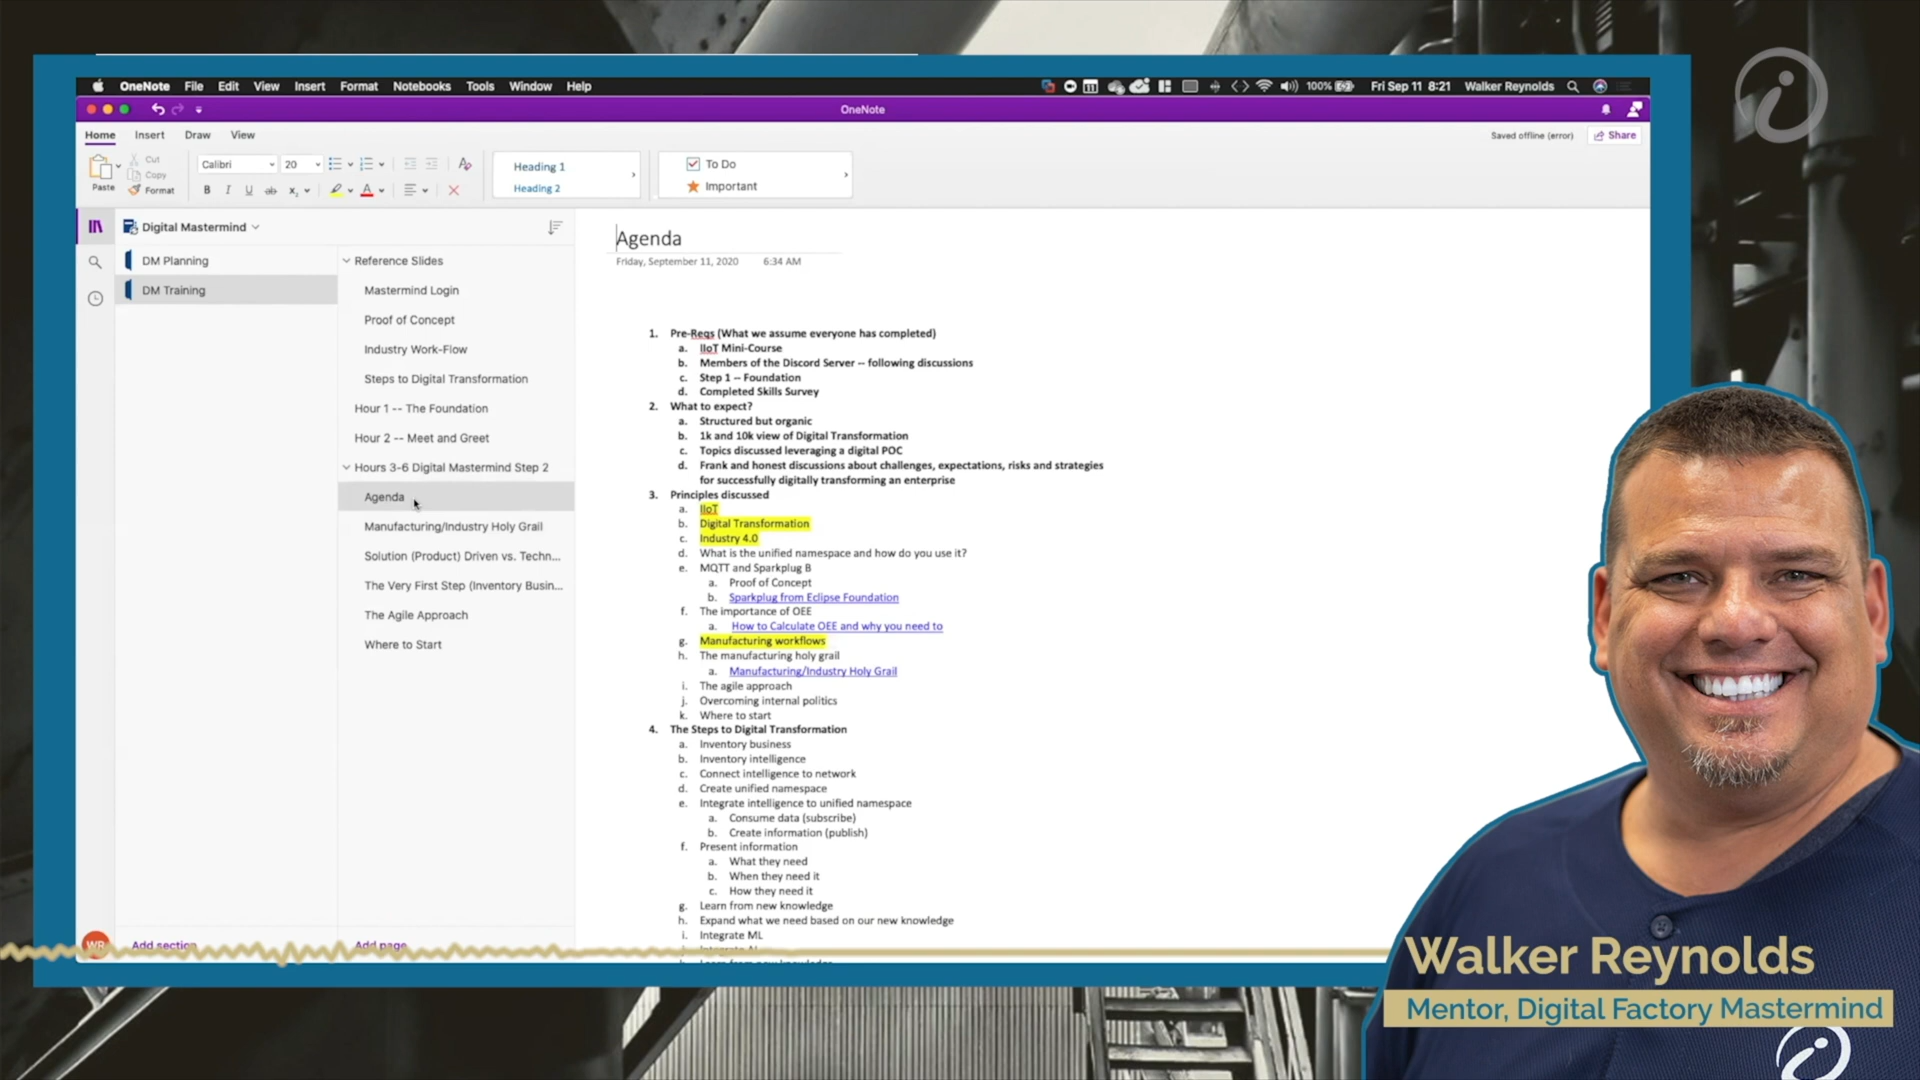 OneNote File Edit View Insert Format Notebooks Tools Window Help
100% Fri Sep 11 8:21 Walker Reynolds
OneNote
Home Insert Draw View
Saved offline (error) Share
Paste
Cut
Copy
Format
Calibri 20
B I U ab x₂ A
Heading 1
Heading 2
To Do
Important
Digital Mastermind
DM Planning
DM Training
Reference Slides
Mastermind Login
Proof of Concept
Industry Work-Flow
Steps to Digital Transformation
Hour 1 -- The Foundation
Hour 2 -- Meet and Greet
Hours 3-6 Digital Mastermind Step 2
Agenda
Manufacturing/Industry Holy Grail
Solution (Product) Driven vs. Techn...
The Very First Step (Inventory Busin...
The Agile Approach
Where to Start
Agenda
Friday, September 11, 2020 6:34 AM
1. Pre-Reqs (What we assume everyone has completed)
a. IIoT Mini-Course
b. Members of the Discord Server -- following discussions
c. Step 1 -- Foundation
d. Completed Skills Survey
2. What to expect?
a. Structured but organic
b. 1k and 10k view of Digital Transformation
c. Topics discussed leveraging a digital POC
d. Frank and honest discussions about challenges, expectations, risks and strategies
for successfully digitally transforming an enterprise
3. Principles discussed
a. IIoT
b. Digital Transformation
c. Industry 4.0
d. What is the unified namespace and how do you use it?
e. MQTT and Sparkplug B
a. Proof of Concept
b. Sparkplug from Eclipse Foundation
f. The importance of OEE
a. How to Calculate OEE and why you need to
g. Manufacturing workflows
h. The manufacturing holy grail
a. Manufacturing/Industry Holy Grail
i. The agile approach
j. Overcoming internal politics
k. Where to start
4. The Steps to Digital Transformation
a. Inventory business
b. Inventory intelligence
c. Connect intelligence to network
d. Create unified namespace
e. Integrate intelligence to unified namespace
a. Consume data (subscribe)
b. Create information (publish)
f. Present information
a. What they need
b. When they need it
c. How they need it
g. Learn from new knowledge
h. Expand what we need based on our new knowledge
i. Integrate ML
WR
Add section
Add page
Walker Reynolds
Mentor, Digital Factory Mastermind